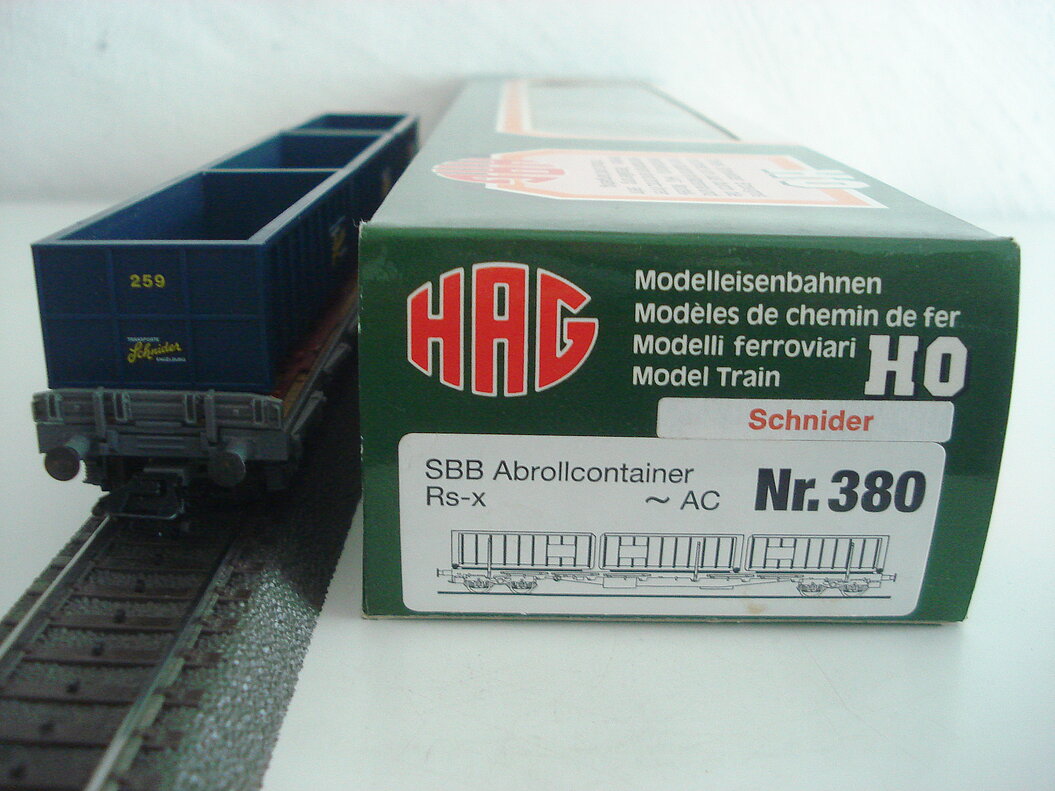 259
TRANSPORTE
Schnider
ENGELBURG
HAG
Modelleisenbahnen
Modèles de chemin de fer
Modelli ferroviari
Model Train
HO
Schnider
SBB Abrollcontainer
Rs-x
~ AC
Nr. 380